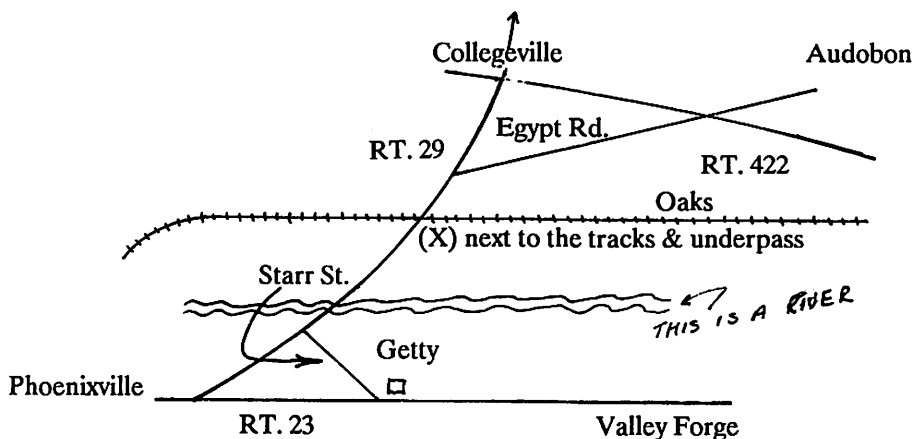 Collegeville
Audobon
Egypt Rd.
RT. 29
RT. 422
Oaks
(X) next to the tracks & underpass
Starr St.
THIS IS A RIVER
Getty
Phoenixville
RT. 23
Valley Forge